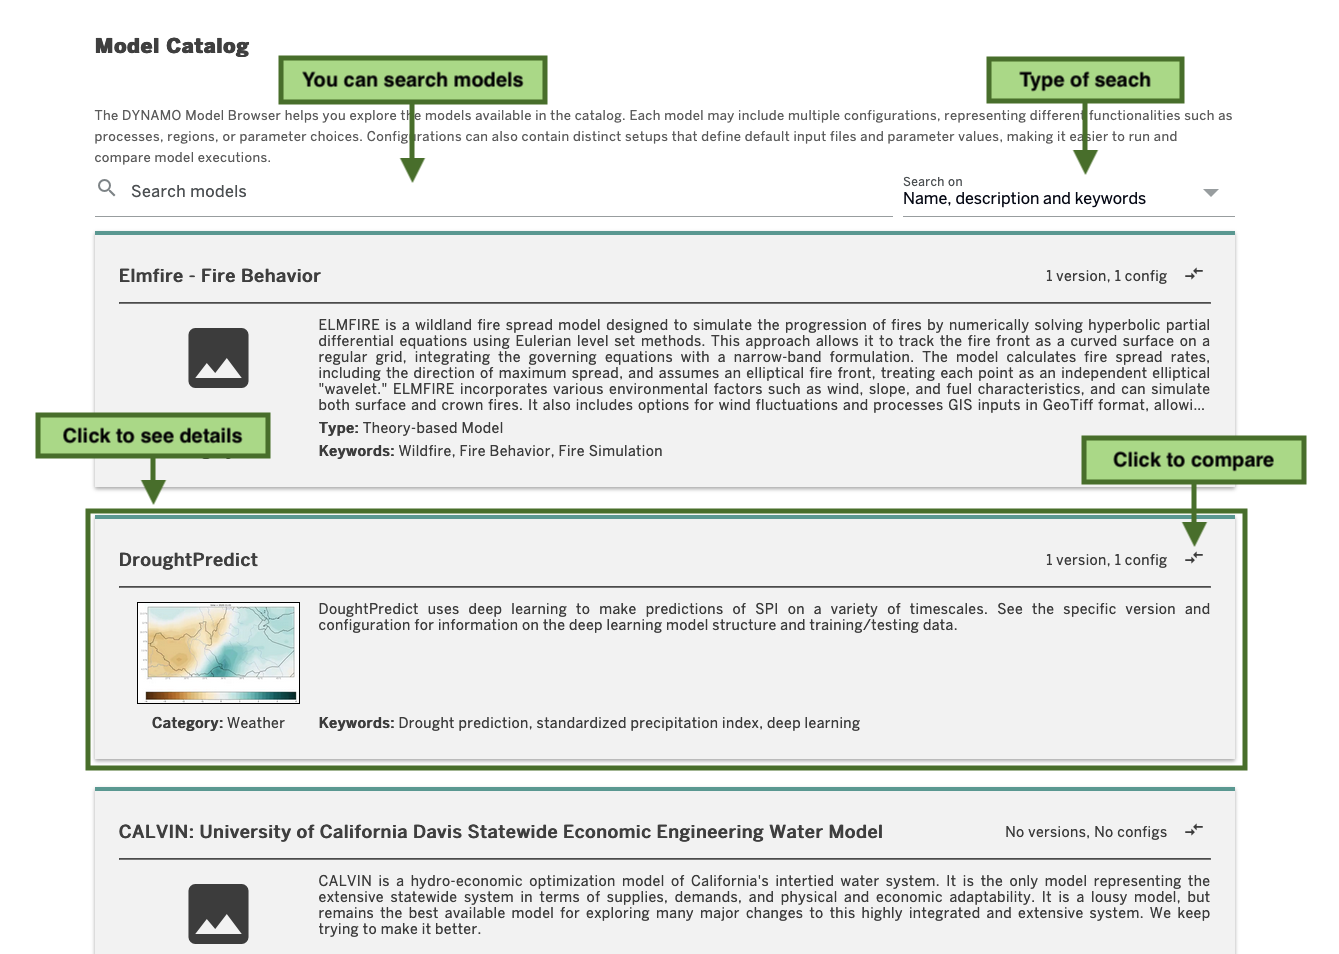 Model Catalog
You can search models
Type of seach
The DYNAMO Model Browser helps you explore the models available in the catalog. Each model may include multiple configurations, representing different functionalities such as
processes, regions, or parameter choices. Configurations can also contain distinct setups that define default input files and parameter values, making it easier to run and
compare model executions.
Search models
Search on
Name, description and keywords
Elmfire - Fire Behavior
1 version, 1 config
ELMFIRE is a wildland fire spread model designed to simulate the progression of fires by numerically solving hyperbolic partial
differential equations using Eulerian level set methods. This approach allows it to track the fire front as a curved surface on a
regular grid, integrating the governing equations with a narrow-band formulation. The model calculates fire spread rates,
including the direction of maximum spread, and assumes an elliptical fire front, treating each point as an independent elliptical
"wavelet." ELMFIRE incorporates various environmental factors such as wind, slope, and fuel characteristics, and can simulate
both surface and crown fires. It also includes options for wind fluctuations and processes GIS inputs in GeoTiff format, allowi...
Type: Theory-based Model
Click to see details
Keywords: Wildfire, Fire Behavior, Fire Simulation
Click to compare
DroughtPredict
1 version, 1 config
DoughtPredict uses deep learning to make predictions of SPI on a variety of timescales. See the specific version and
configuration for information on the deep learning model structure and training/testing data.
Category: Weather
Keywords: Drought prediction, standardized precipitation index, deep learning
CALVIN: University of California Davis Statewide Economic Engineering Water Model
No versions, No configs
CALVIN is a hydro-economic optimization model of California's intertied water system. It is the only model representing the
extensive statewide system in terms of supplies, demands, and physical and economic adaptability. It is a lousy model, but
remains the best available model for exploring many major changes to this highly integrated and extensive system. We keep
trying to make it better.